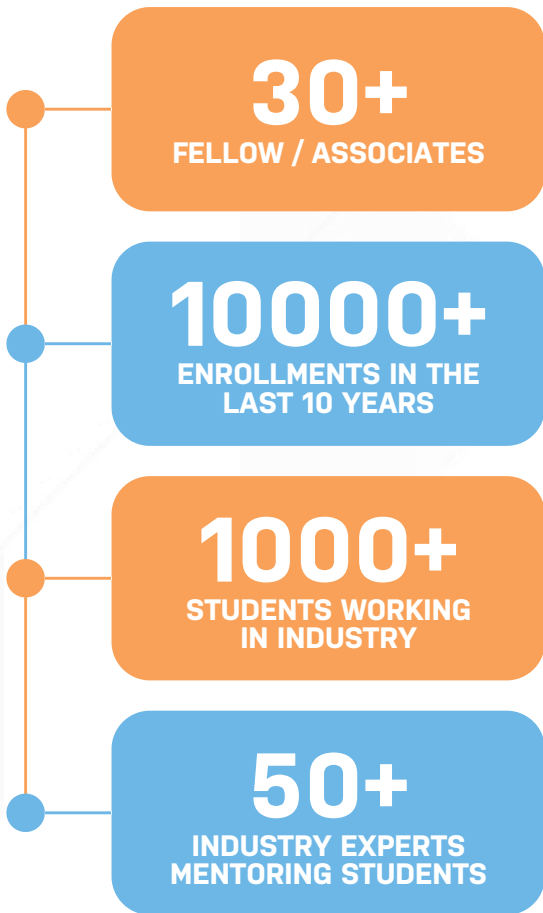 30+
FELLOW / ASSOCIATES
10000+
ENROLLMENTS IN THE
LAST 10 YEARS
1000+
STUDENTS WORKING
IN INDUSTRY
50+
INDUSTRY EXPERTS
MENTORING STUDENTS